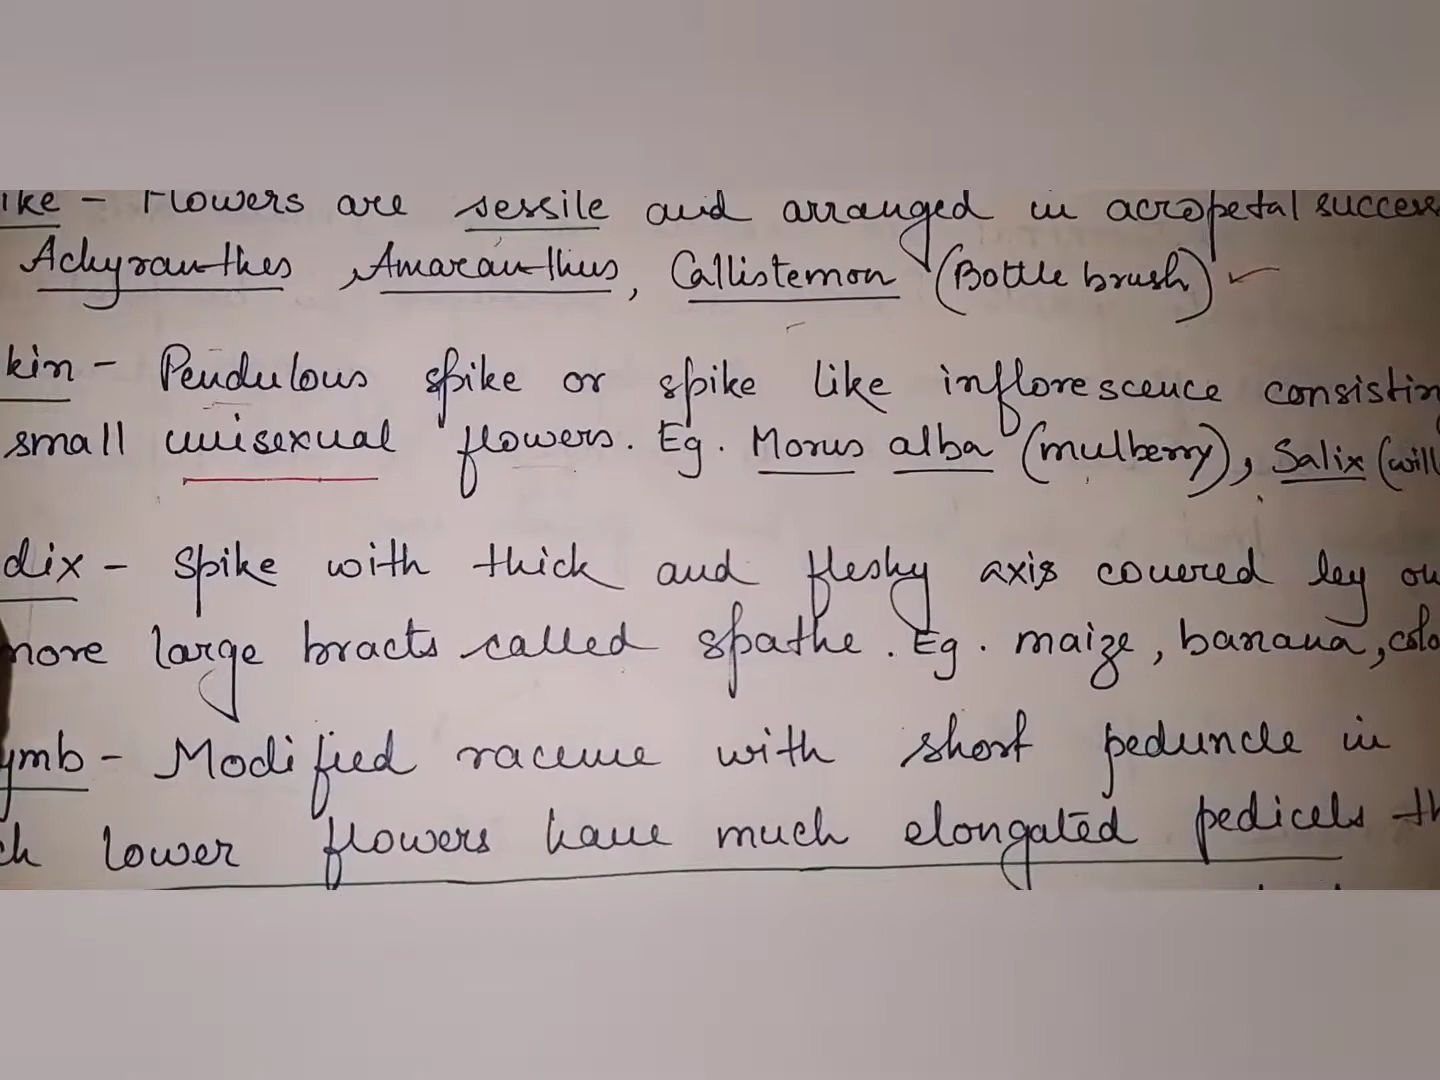 ike - Flowers are sessile and arranged in acropetal success
Achyranthes, Amaranthus, Callistemon (Bottle brush)
kin - Pendulous spike or spike like inflorescence consistin
small unisexual flowers. Eg. Morus alba (mulberry), Salix (will
dix - Spike with thick and fleshy axis covered by on
more large bracts called spathe. Eg. maize, banana, colo
ymb - Modified raceme with short peduncle in
ch lower flowers have much elongated pedicels th